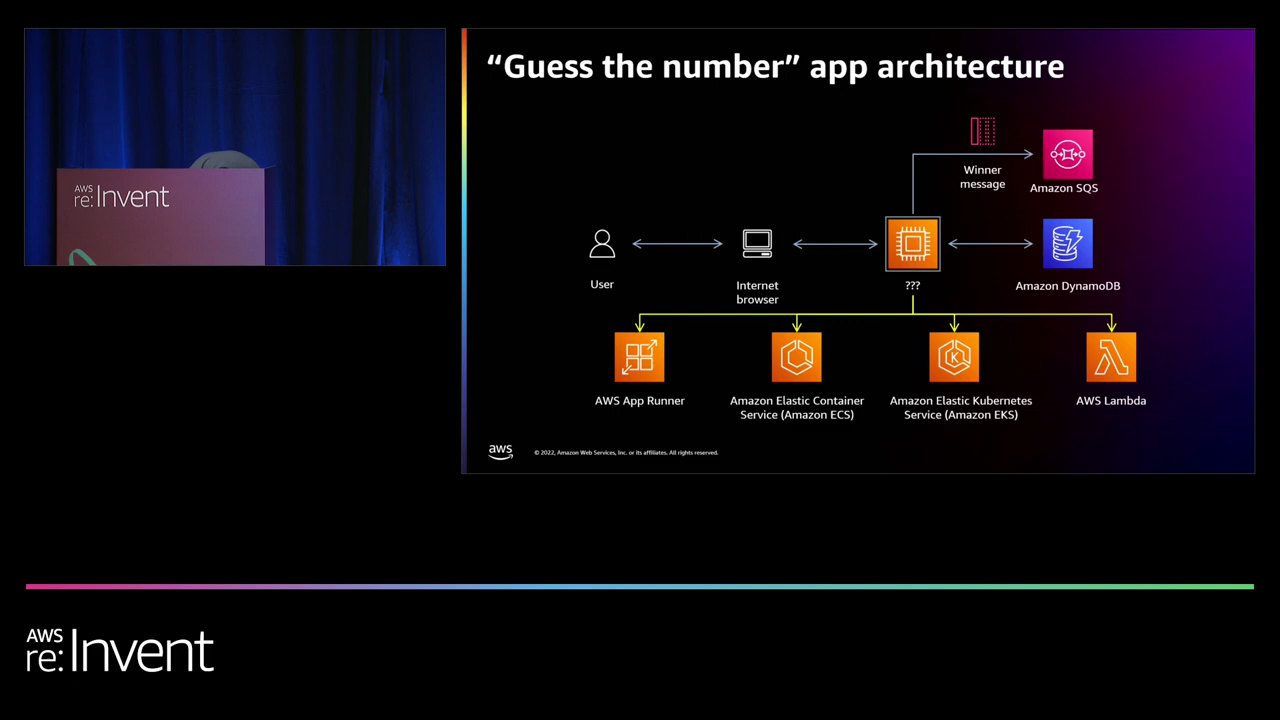 AWS
re:Invent
“Guess the number” app architecture
Winner
message
Amazon SQS
User
Internet
browser
???
Amazon DynamoDB
AWS App Runner
Amazon Elastic Container
Service (Amazon ECS)
Amazon Elastic Kubernetes
Service (Amazon EKS)
K
AWS Lambda
aws
© 2022, Amazon Web Services, Inc. or its affiliates. All rights reserved.
AWS
re:Invent